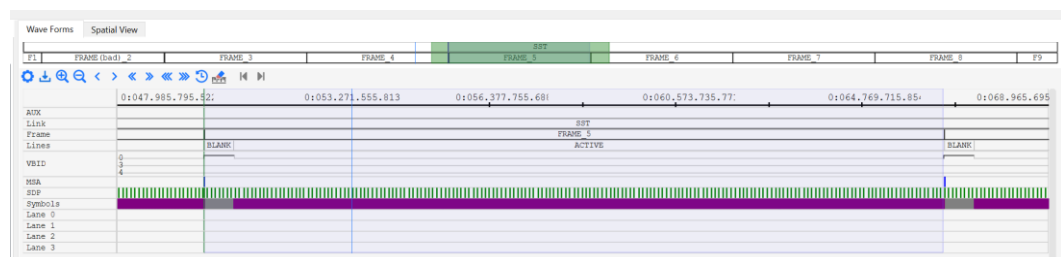 Wave Forms Spatial View
SST
F1 FRAME(bad)_2 FRAME_3 FRAME_4 FRAME_5 FRAME_6 FRAME_7 FRAME_8 F9
0:047.985.795.52 0:053.271.555.813 0:056.377.755.68 0:060.573.735.77 0:064.769.715.85 0:068.965.695
AUX
Link SST
Frame FRAME_5
Lines BLANK ACTIVE BLANK
VBID 0
3
4
MSA
SDP
Symbols
Lane 0
Lane 1
Lane 2
Lane 3